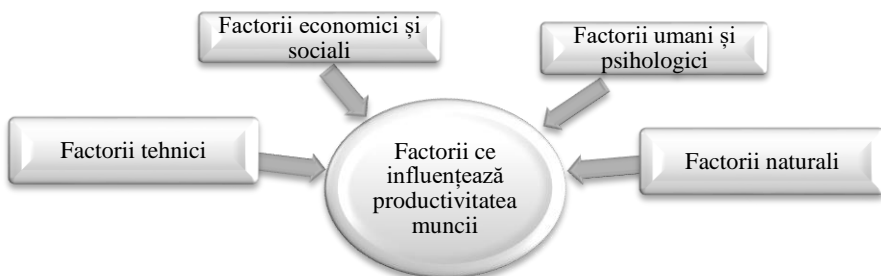 Factorii economici și
sociali
Factorii umani și
psihologici
Factorii tehnici
Factorii ce
influențează
productivitatea
muncii
Factorii naturali